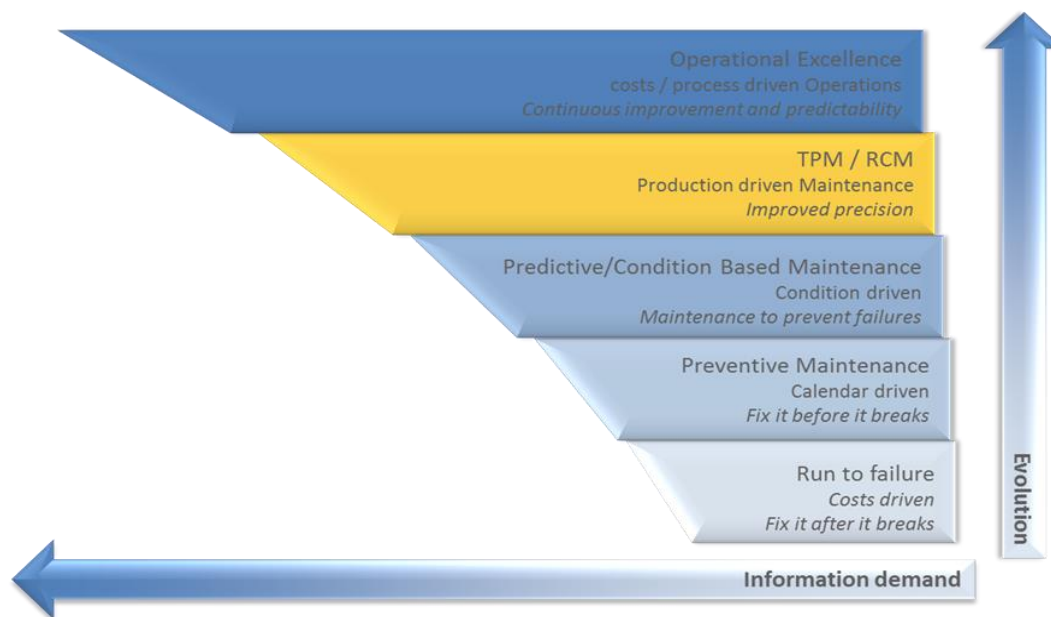 Operational Excellence
costs / process driven Operations
Continuous improvement and predictability
TPM / RCM
Production driven Maintenance
Improved precision
Predictive/Condition Based Maintenance
Condition driven
Maintenance to prevent failures
Preventive Maintenance
Calendar driven
Fix it before it breaks
Run to failure
Costs driven
Fix it after it breaks
Evolution
Information demand